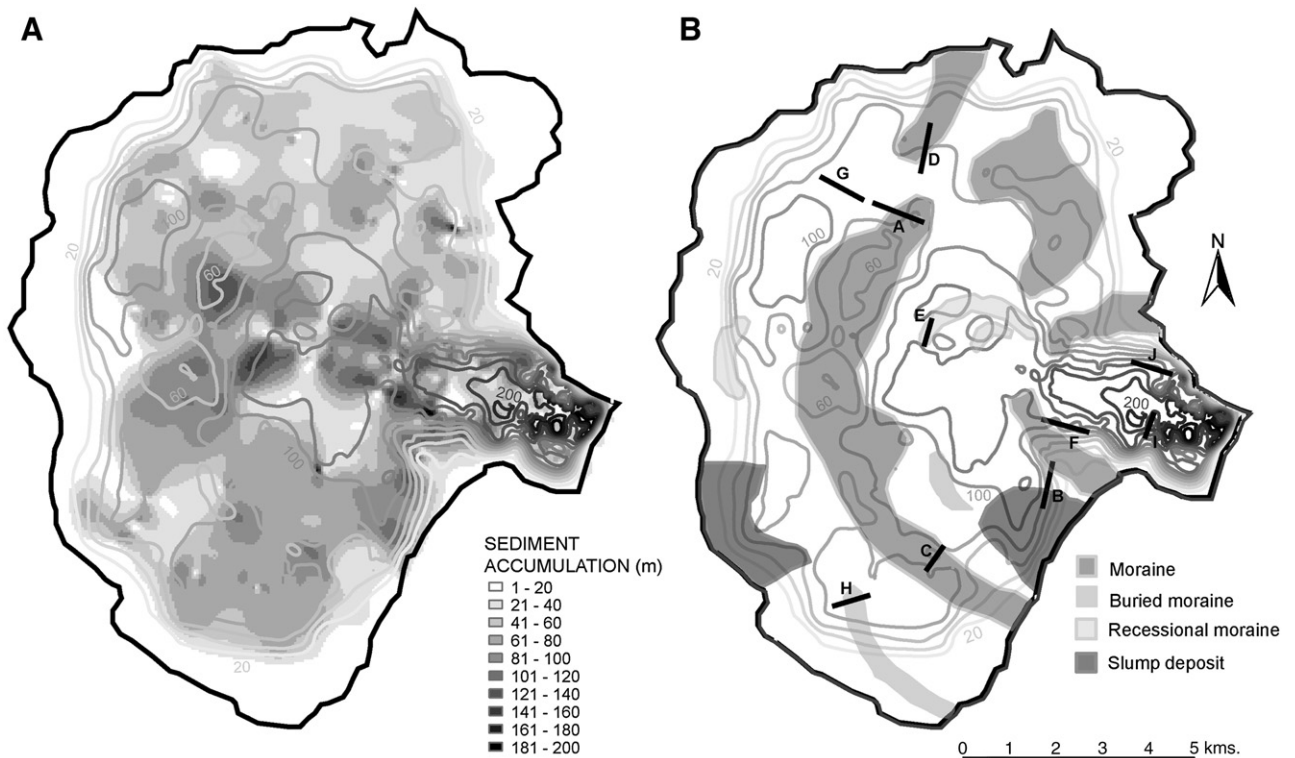 A
20
100
60
60
200
100
20
SEDIMENT
ACCUMULATION (m)
1 - 20
21 - 40
41 - 60
61 - 80
81 - 100
101 - 120
121 - 140
141 - 160
161 - 180
181 - 200
B
20
D
G
A
100
60
20
N
E
J
60
200
F
I
100
B
C
H
20
Moraine
Buried moraine
Recessional moraine
Slump deposit
0 1 2 3 4 5 kms.